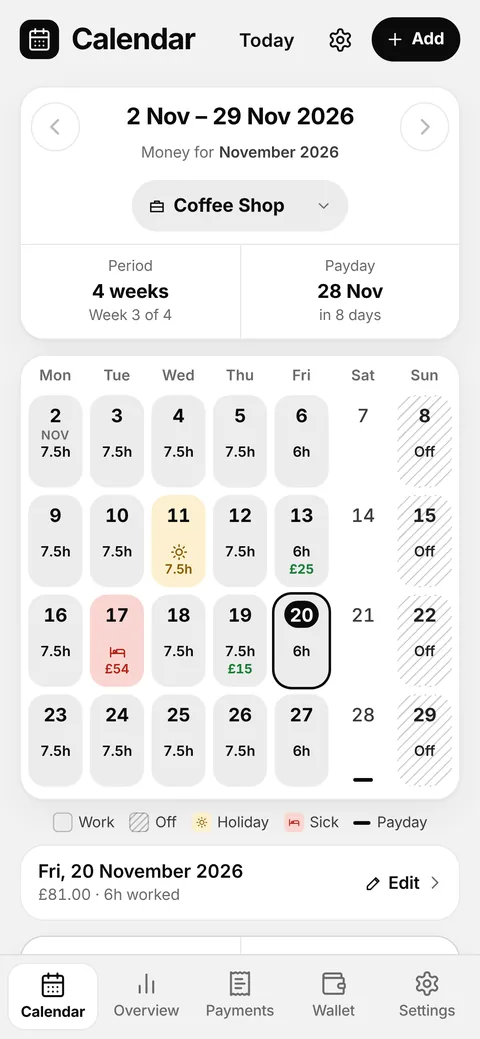 Calendar
Today
Add
2 Nov – 29 Nov 2026
Money for November 2026
Coffee Shop
Period
4 weeks
Week 3 of 4
Payday
28 Nov
in 8 days
Mon Tue Wed Thu Fri Sat Sun
2 3 4 5 6 7 8
NOV
7.5h 7.5h 7.5h 7.5h 6h Off
9 10 11 12 13 14 15
7.5h 7.5h 7.5h 6h Off
7.5h £25
16 17 18 19 20 21 22
7.5h 7.5h 7.5h 6h Off
£54 £15
23 24 25 26 27 28 29
7.5h 7.5h 7.5h 7.5h 6h Off
Work Off Holiday Sick Payday
Fri, 20 November 2026
£81.00 · 6h worked
Edit
Calendar Overview Payments Wallet Settings